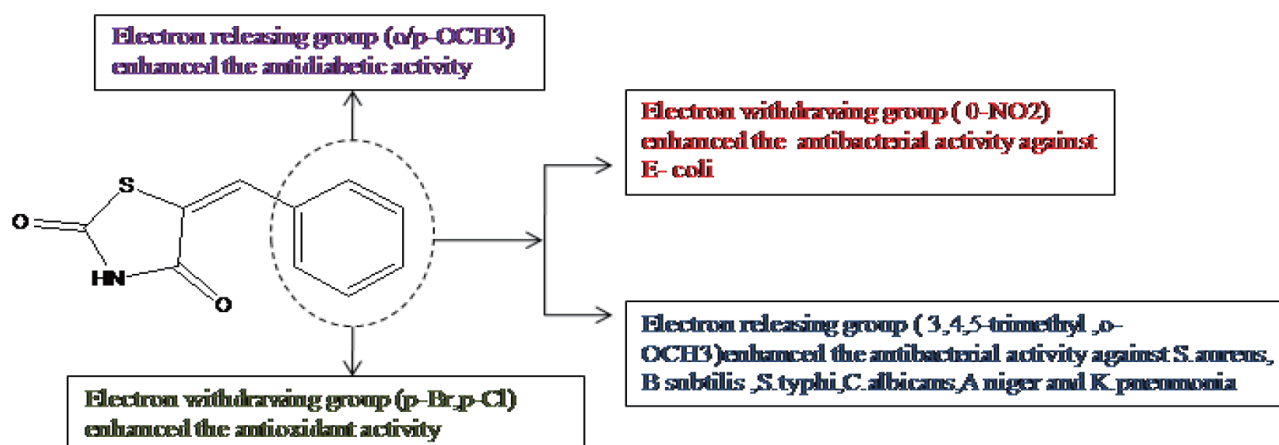 Electron releasing group (o/p-OCH3)
enhanced the antidiabetic activity
Electron withdrawing group ( 0-NO2)
enhanced the antibacterial activity against
E- coli
S
O
HN
O
Electron releasing group ( 3,4,5-trimethyl ,o-
OCH3)enhanced the antibacterial activity against S.aurens,
B subtilis ,S.typhi,C.albicans,A niger and K.pneumonia
Electron withdrawing group (p-Br,p-Cl)
enhanced the antioxidant activity